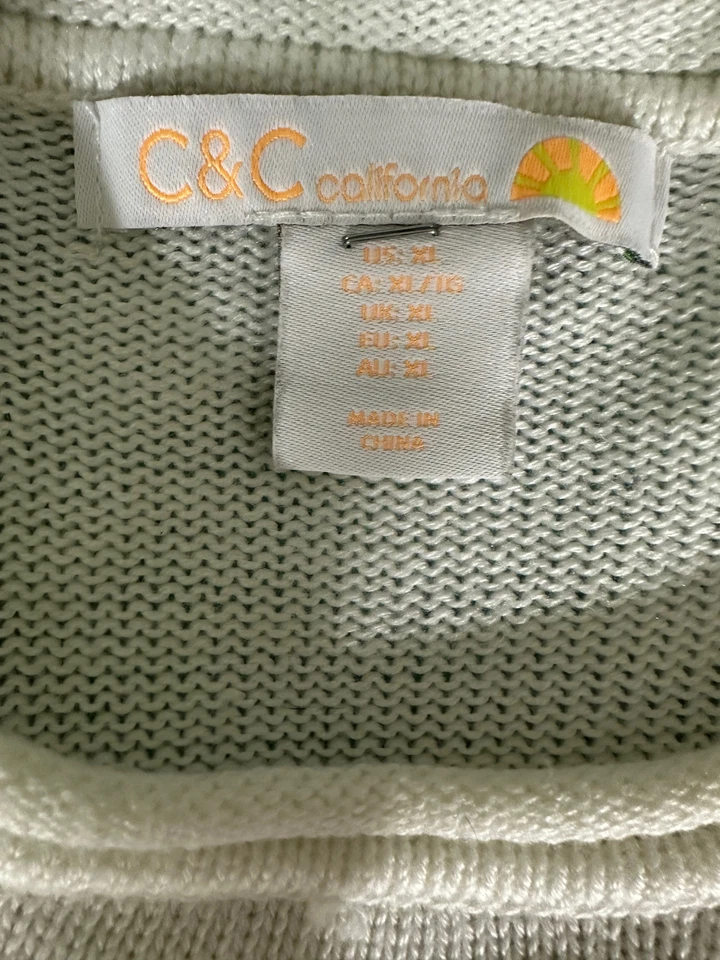 C&C california
US: XL
CA: XL/TG
UK: XL
EU: XL
AU: XL
MADE IN
CHINA